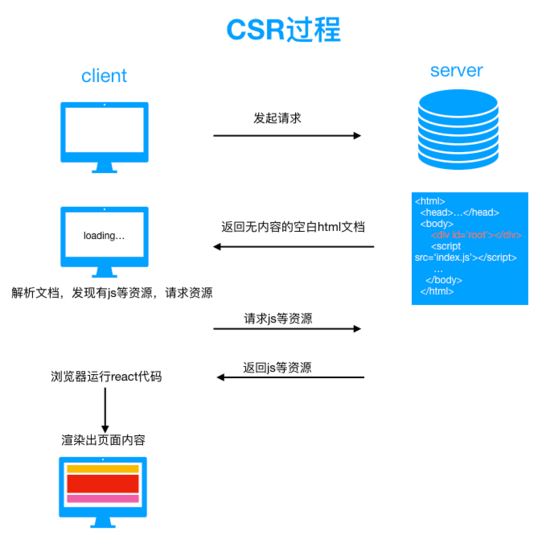 CSR过程
client
server
发起请求
<html>
<head>...</head>
<body>
<div id='root'></div>
<script
src='index.js'></script>
...
</body>
</html>
返回无内容的空白html文档
loading...
解析文档，发现有js等资源，请求资源
请求js等资源
返回js等资源
浏览器运行react代码
渲染出页面内容